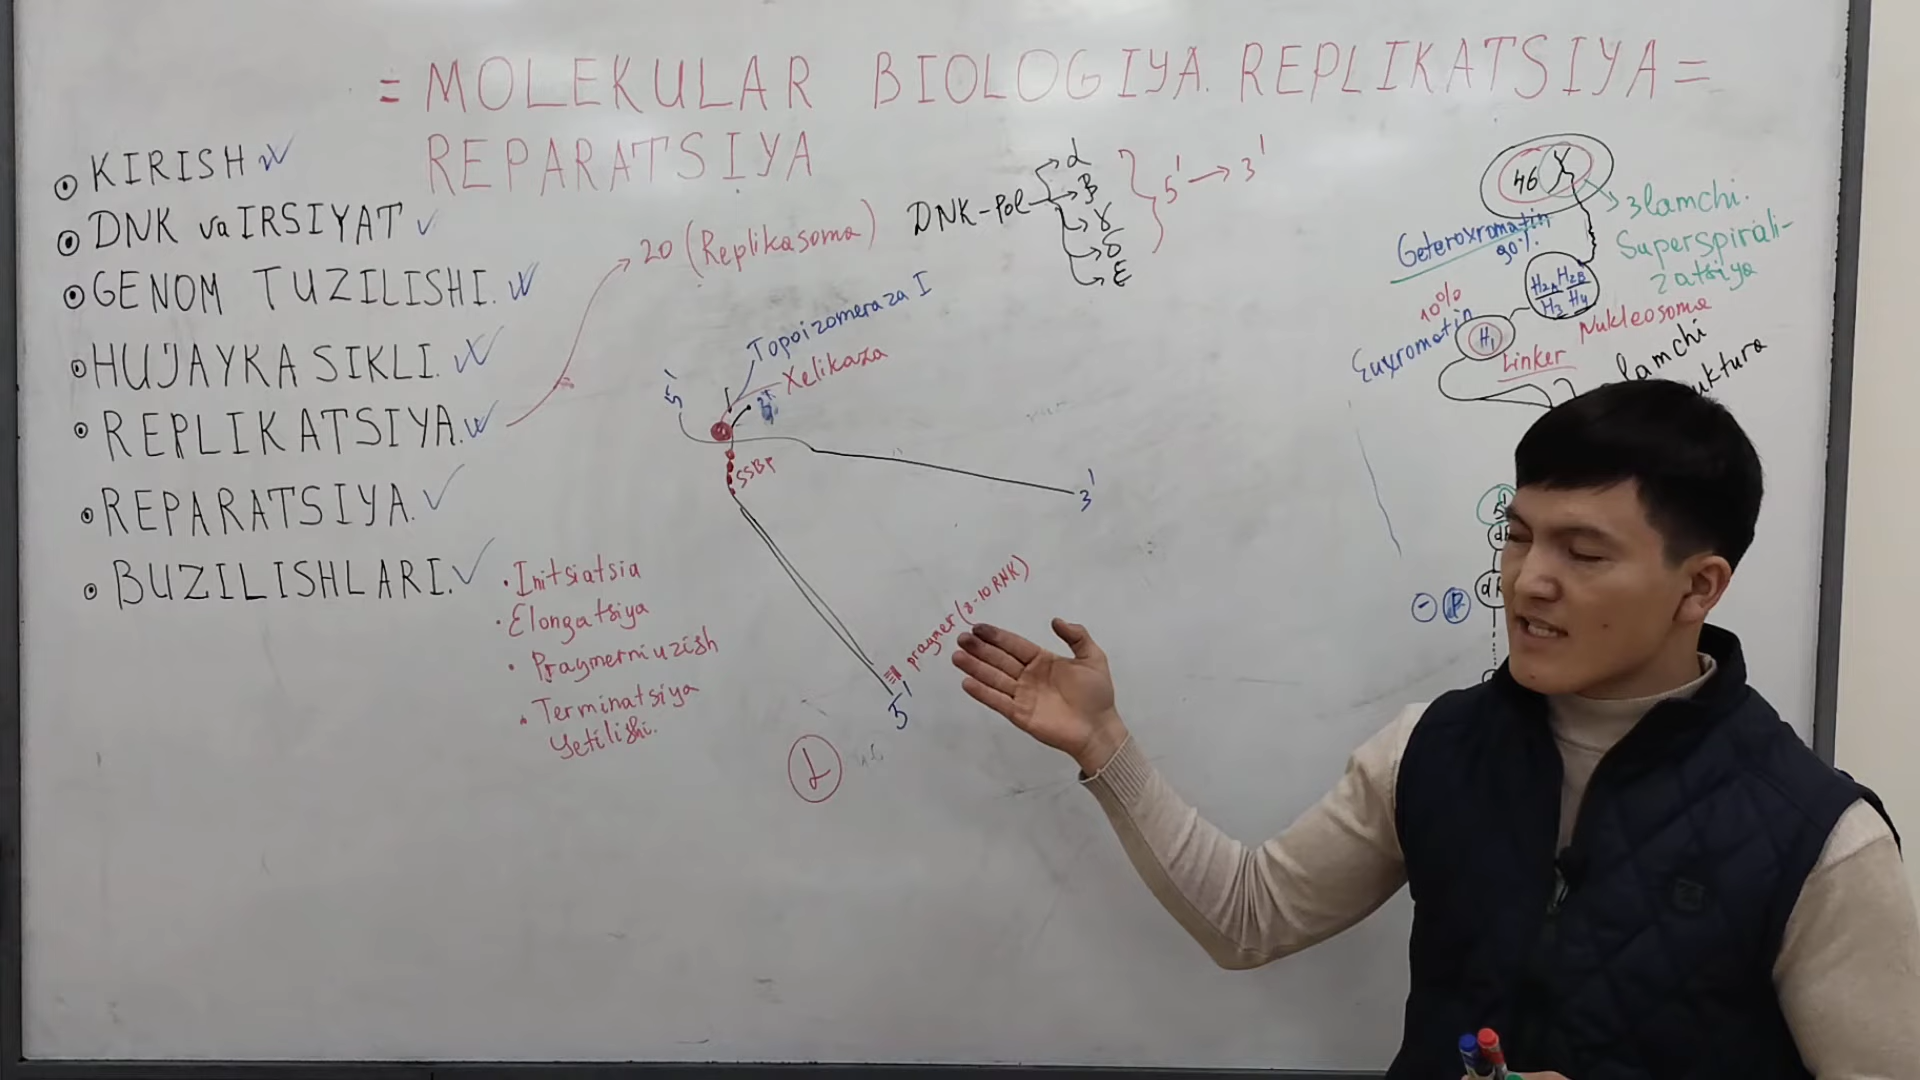 = MOLEKULAR BIOLOGIYA. REPLIKATSIYA =
REPARATSIYA
KIRISH
DNK va IRSIYAT
GENOM TUZILISHI.
HUJAYKA SIKLI.
REPLIKATSIYA.
REPARATSIYA.
BUZILISHLARI.
20 (Replikasoma)
DNK-Pol
α
β
γ
δ
ε
5' → 3'
Topoizomeraza I
Xelikaza
5'
SSBP
3'
praymer (8-10 RNK)
5'
L
• Initsiatsia
• Elongatsiya
• Praymerni uzish
• Terminatsiya
yetilishi.
46
3lamchi.
Superspirali-
zatsiya
Geteroxromatin
90%.
H2A H2B
H3 H4
Nukleosoma
10%
Euxromatin
H1
Linker
lamchi
uktura
5'
- P